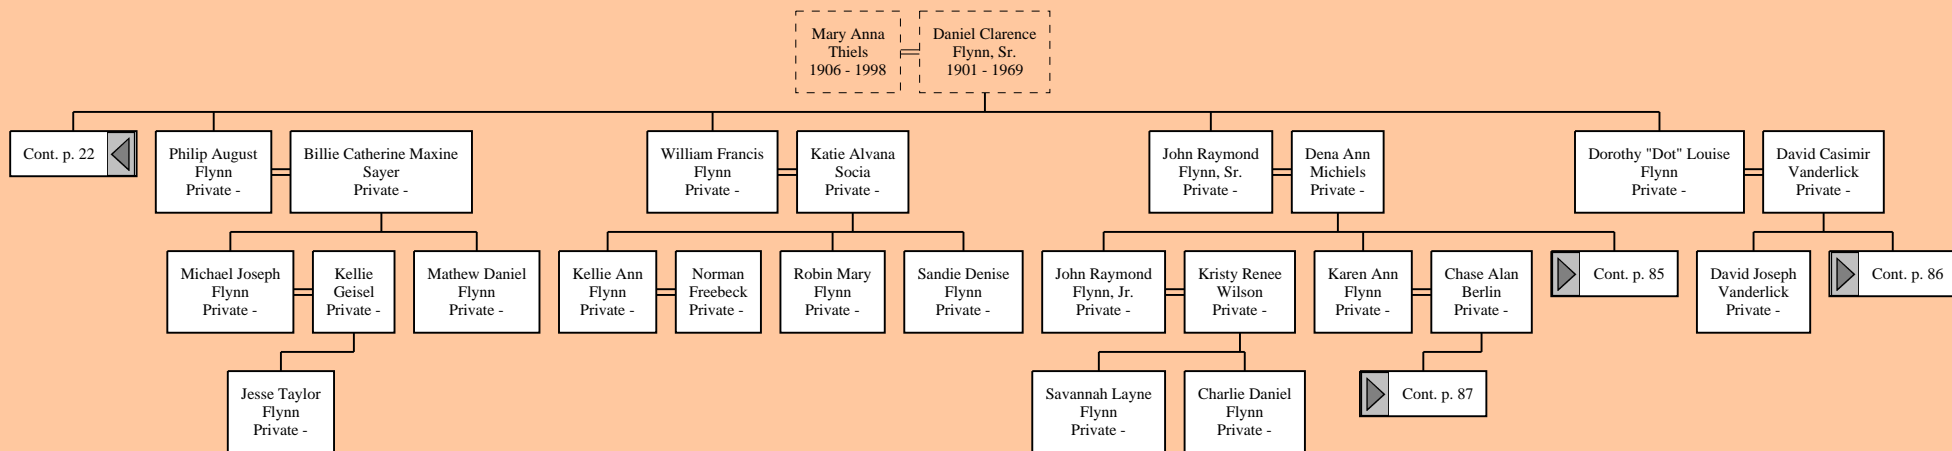 Mary Anna
Thiels
1906 - 1998
Daniel Clarence
Flynn, Sr.
1901 - 1969
Cont. p. 22
Philip August
Flynn
Private -
Billie Catherine Maxine
Sayer
Private -
William Francis
Flynn
Private -
Katie Alvana
Socia
Private -
John Raymond
Flynn, Sr.
Private -
Dena Ann
Michiels
Private -
Dorothy "Dot" Louise
Flynn
Private -
David Casimir
Vanderlick
Private -
Michael Joseph
Flynn
Private -
Kellie
Geisel
Private -
Mathew Daniel
Flynn
Private -
Kellie Ann
Flynn
Private -
Norman
Freebeck
Private -
Robin Mary
Flynn
Private -
Sandie Denise
Flynn
Private -
John Raymond
Flynn, Jr.
Private -
Kristy Renee
Wilson
Private -
Karen Ann
Flynn
Private -
Chase Alan
Berlin
Private -
Cont. p. 85
David Joseph
Vanderlick
Private -
Cont. p. 86
Jesse Taylor
Flynn
Private -
Savannah Layne
Flynn
Private -
Charlie Daniel
Flynn
Private -
Cont. p. 87